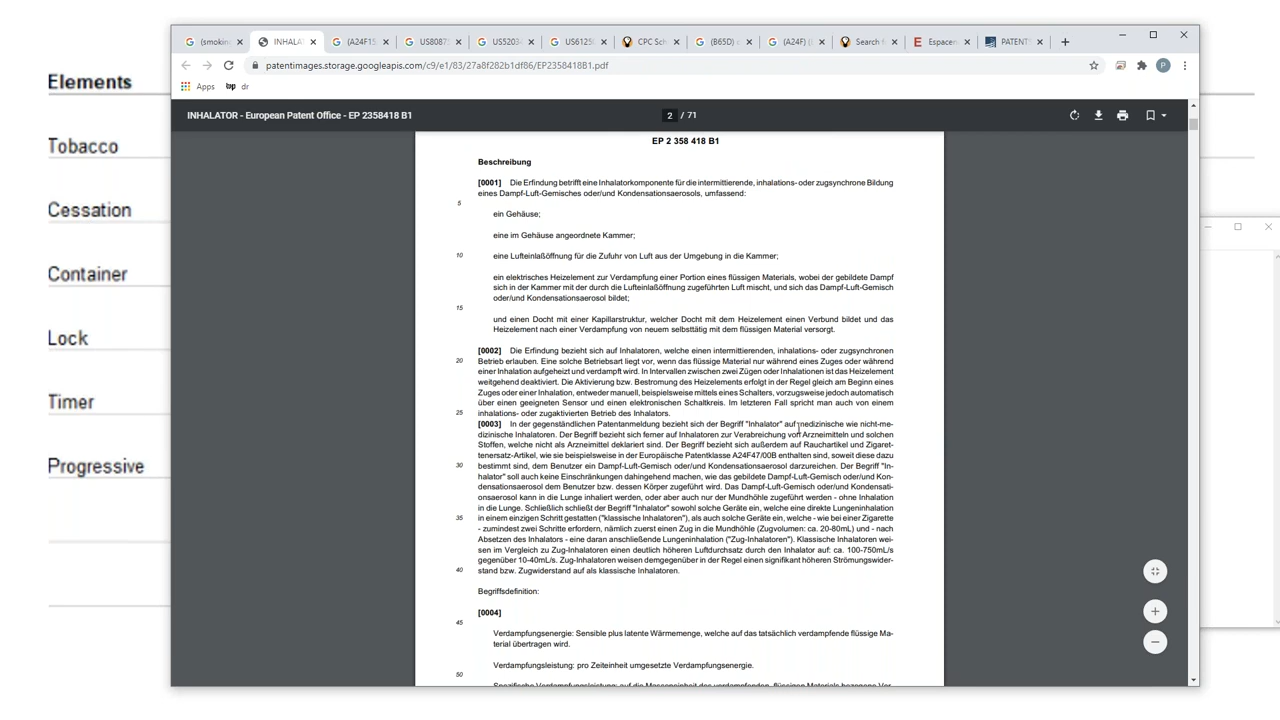 (smokin
INHALA
(A24F15
US8087
US5203
US6125
CPC Sch
(B65D)
(A24F) (
Search f
Espacen
PATENT
patentimages.storage.googleapis.com/c9/e1/83/27a8f282b1df86/EP2358418B1.pdf
P
Apps
dr
INHALATOR - European Patent Office - EP 2358418 B1
2 / 71
Elements
Tobacco
Cessation
Container
Lock
Timer
Progressive
EP 2 358 418 B1
Beschreibung
[0001] Die Erfindung betrifft eine Inhalatorkomponente für die intermittierende, inhalations- oder zugsynchrone Bildung
eines Dampf-Luft-Gemisches oder/und Kondensationsaerosols, umfassend:
5
ein Gehäuse;
eine im Gehäuse angeordnete Kammer;
10 eine Lufteinlaßöffnung für die Zufuhr von Luft aus der Umgebung in die Kammer;
ein elektrisches Heizelement zur Verdampfung einer Portion eines flüssigen Materials, wobei der gebildete Dampf
sich in der Kammer mit der durch die Lufteinlaßöffnung zugeführten Luft mischt, und sich das Dampf-Luft-Gemisch
oder/und Kondensationsaerosol bildet;
15
und einen Docht mit einer Kapillarstruktur, welcher Docht mit dem Heizelement einen Verbund bildet und das
Heizelement nach einer Verdampfung von neuem selbsttätig mit dem flüssigen Material versorgt.
[0002] Die Erfindung bezieht sich auf Inhalatoren, welche einen intermittierenden, inhalations- oder zugsynchronen
20 Betrieb erlauben. Eine solche Betriebsart liegt vor, wenn das flüssige Material nur während eines Zuges oder während
einer Inhalation aufgeheizt und verdampft wird. In Intervallen zwischen zwei Zügen oder Inhalationen ist das Heizelement
weitgehend deaktiviert. Die Aktivierung bzw. Bestromung des Heizelements erfolgt in der Regel gleich am Beginn eines
Zuges oder einer Inhalation, entweder manuell, beispielsweise mittels eines Schalters, vorzugsweise jedoch automatisch
über einen geeigneten Sensor und einen elektronischen Schaltkreis. Im letzteren Fall spricht man auch von einem
25 inhalations- oder zugaktivierten Betrieb des Inhalators.
[0003] In der gegenständlichen Patentanmeldung bezieht sich der Begriff "Inhalator" auf medizinische wie nicht-me-
dizinische Inhalatoren. Der Begriff bezieht sich ferner auf Inhalatoren zur Verabreichung von Arzneimitteln und solchen
Stoffen, welche nicht als Arzneimittel deklariert sind. Der Begriff bezieht sich außerdem auf Rauchartikel und Zigaret-
tenersatz-Artikel, wie sie beispielsweise in der Europäische Patentklasse A24F47/00B enthalten sind, soweit diese dazu
30 bestimmt sind, dem Benutzer ein Dampf-Luft-Gemisch oder/und Kondensationsaerosol darzureichen. Der Begriff "In-
halator" soll auch keine Einschränkungen dahingehend machen, wie das gebildete Dampf-Luft-Gemisch oder/und Kon-
densationsaerosol dem Benutzer bzw. dessen Körper zugeführt wird. Das Dampf-Luft-Gemisch oder/und Kondensati-
onsaerosol kann in die Lunge inhaliert werden, oder aber auch nur der Mundhöhle zugeführt werden - ohne Inhalation
in die Lunge. Schließlich schließt der Begriff "Inhalator" sowohl solche Geräte ein, welche eine direkte Lungeninhalation
35 in einem einzigen Schritt gestatten ("klassische Inhalatoren"), als auch solche Geräte ein, welche - wie bei einer Zigarette
- zumindest zwei Schritte erfordern, nämlich zuerst einen Zug in die Mundhöhle (Zugvolumen: ca. 20-80mL) und - nach
Absetzen des Inhalators - eine daran anschließende Lungeninhalation ("Zug-Inhalatoren"). Klassische Inhalatoren wei-
sen im Vergleich zu Zug-Inhalatoren einen deutlich höheren Luftdurchsatz durch den Inhalator auf: ca. 100-750mL/s
gegenüber 10-40mL/s. Zug-Inhalatoren weisen demgegenüber in der Regel einen signifikant höheren Strömungswider-
40 stand bzw. Zugwiderstand auf als klassische Inhalatoren.
Begriffsdefinition:
[0004]
45
Verdampfungsenergie: Sensible plus latente Wärmemenge, welche auf das tatsächlich verdampfende flüssige Ma-
terial übertragen wird.
Verdampfungsleistung: pro Zeiteinheit umgesetzte Verdampfungsenergie.
50
Spezifische Verdampfungsleistung: auf die Masseneinheit des verdampfenden, flüssigen Materials bezogene Ver-